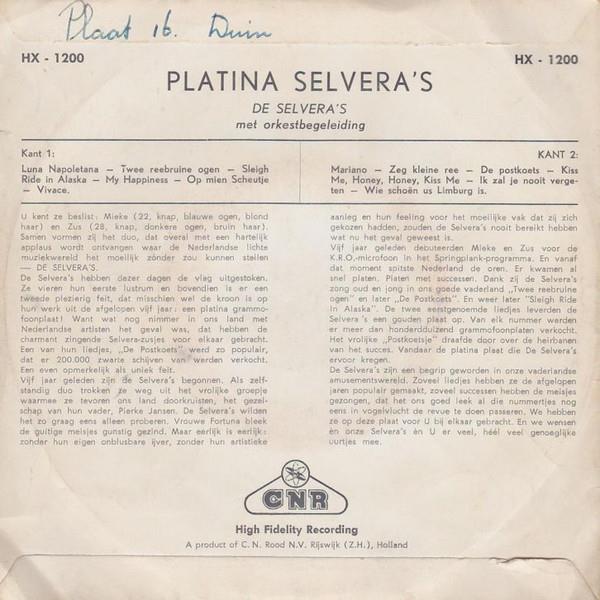 Plaat 16. Duin
HX - 1200
HX - 1200
PLATINA SELVERA'S
DE SELVERA'S
met orkestbegeleiding
Kant 1:
Luna Napoletana — Twee reebruine ogen — Sleigh
Ride in Alaska — My Happiness — Op mien Scheutje
— Vivace.
KANT 2:
Mariano — Zeg kleine ree — De postkoets — Kiss
Me, Honey, Honey, Kiss Me — Ik zal je nooit verge-
ten — Wie schoën us Limburg is.
U kent ze beslist: Mieke (22, knap, blauwe ogen, blond
haar) en Zus (28, knap, donkere ogen, bruin haar).
Samen vormen zij het duo, dat overal met een hartelijk
applaus wordt ontvangen waar de Nederlandse lichte
muziekwereld het moeilijk zónder zou kunnen stellen
— DE SELVERA'S.
De Selvera's hebben dezer dagen de vlag uitgestoken.
Ze vieren hun eerste lustrum en bovendien is er een
tweede plezierig feit, dat misschien wel de kroon is op
hun werk uit de afgelopen vijf jaar: een platina grammo-
foonplaat! Want wat nog nimmer in ons land met
Nederlandse artisten het geval was, dat hebben de
charmant zingende Selvera-zusjes voor elkaar gebracht.
Een van hun liedjes, „De Postkoets" werd zo populair,
dat er 200.000 zwarte schijven van werden verkocht.
Een even opmerkelijk als uniek feit.
Vijf jaar geleden zijn de Selvera's begonnen. Als zelf-
standig duo trokken ze weg uit het vrolijke groepje
waarmee ze tevoren ons land doorkruisten, het gezel-
schap van hun vader, Pierke Jansen. De Selvera's wilden
het zo graag eens alleen proberen. Vrouwe Fortuna bleek
de guitige meisjes gunstig gezind. Maar eerlijk is eerlijk:
zonder hun eigen onblusbare ijver, zonder hun artistieke
aanleg en hun feeling voor het moeilijke vak dat zij zich
gekozen hadden, zouden de Selvera's nooit bereikt hebben
wat nu het geval geweest is.
Vijf jaar geleden debuteerden Mieke en Zus voor de
K.R.O.-microfoon in het Springplank-programma. En vanaf
dat moment spitste Nederland de oren. Er kwamen al
snel platen. Platen met successen. Dank zij de Selvera's
zong oud en jong in ons goede vaderland „Twee reebruine
ogen" en later „De Postkoets". En weer later "Sleigh Ride
In Alaska". De twee eerstgenoemde liedjes leverden de
Selvera's een gouden plaat op. Van elk nummer werden
er meer dan honderdduizend grammofoonplaten verkocht.
Het vrolijke „Postkoetsje" draafde door over de heirbanen
van het succes. Vandaar de platina plaat die De Selvera's
ervoor kregen.
De Selvera's zijn een begrip geworden in onze vaderlandse
amusementswereld. Zoveel liedjes hebben ze de afgelopen
jaren populair gemaakt, zoveel successen hebben de meisjes
gezongen, dat het ons goed leek al die nummertjes nog
eens in vogelvlucht de revue te doen passeren. We hebben
ze op deze plaat voor U bij elkaar gebracht. En we wensen
èn onze Selvera's èn U er veel, héél veel genoeglijke
uurtjes mee.
CNR
High Fidelity Recording
A product of C. N. Rood N.V. Rijswijk (Z.H.), Holland